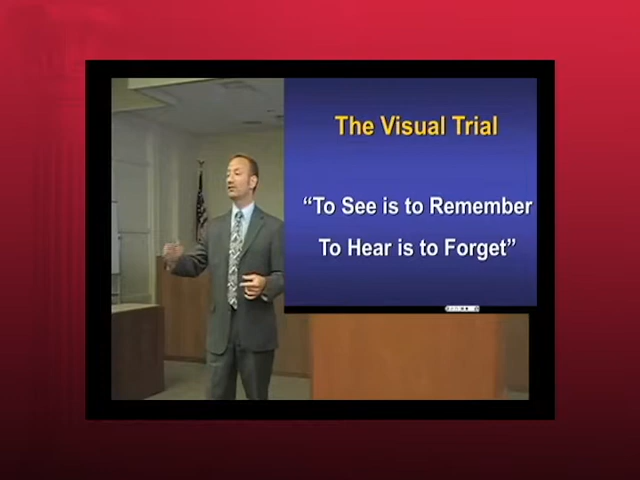 The Visual Trial
“To See is to Remember
To Hear is to Forget”